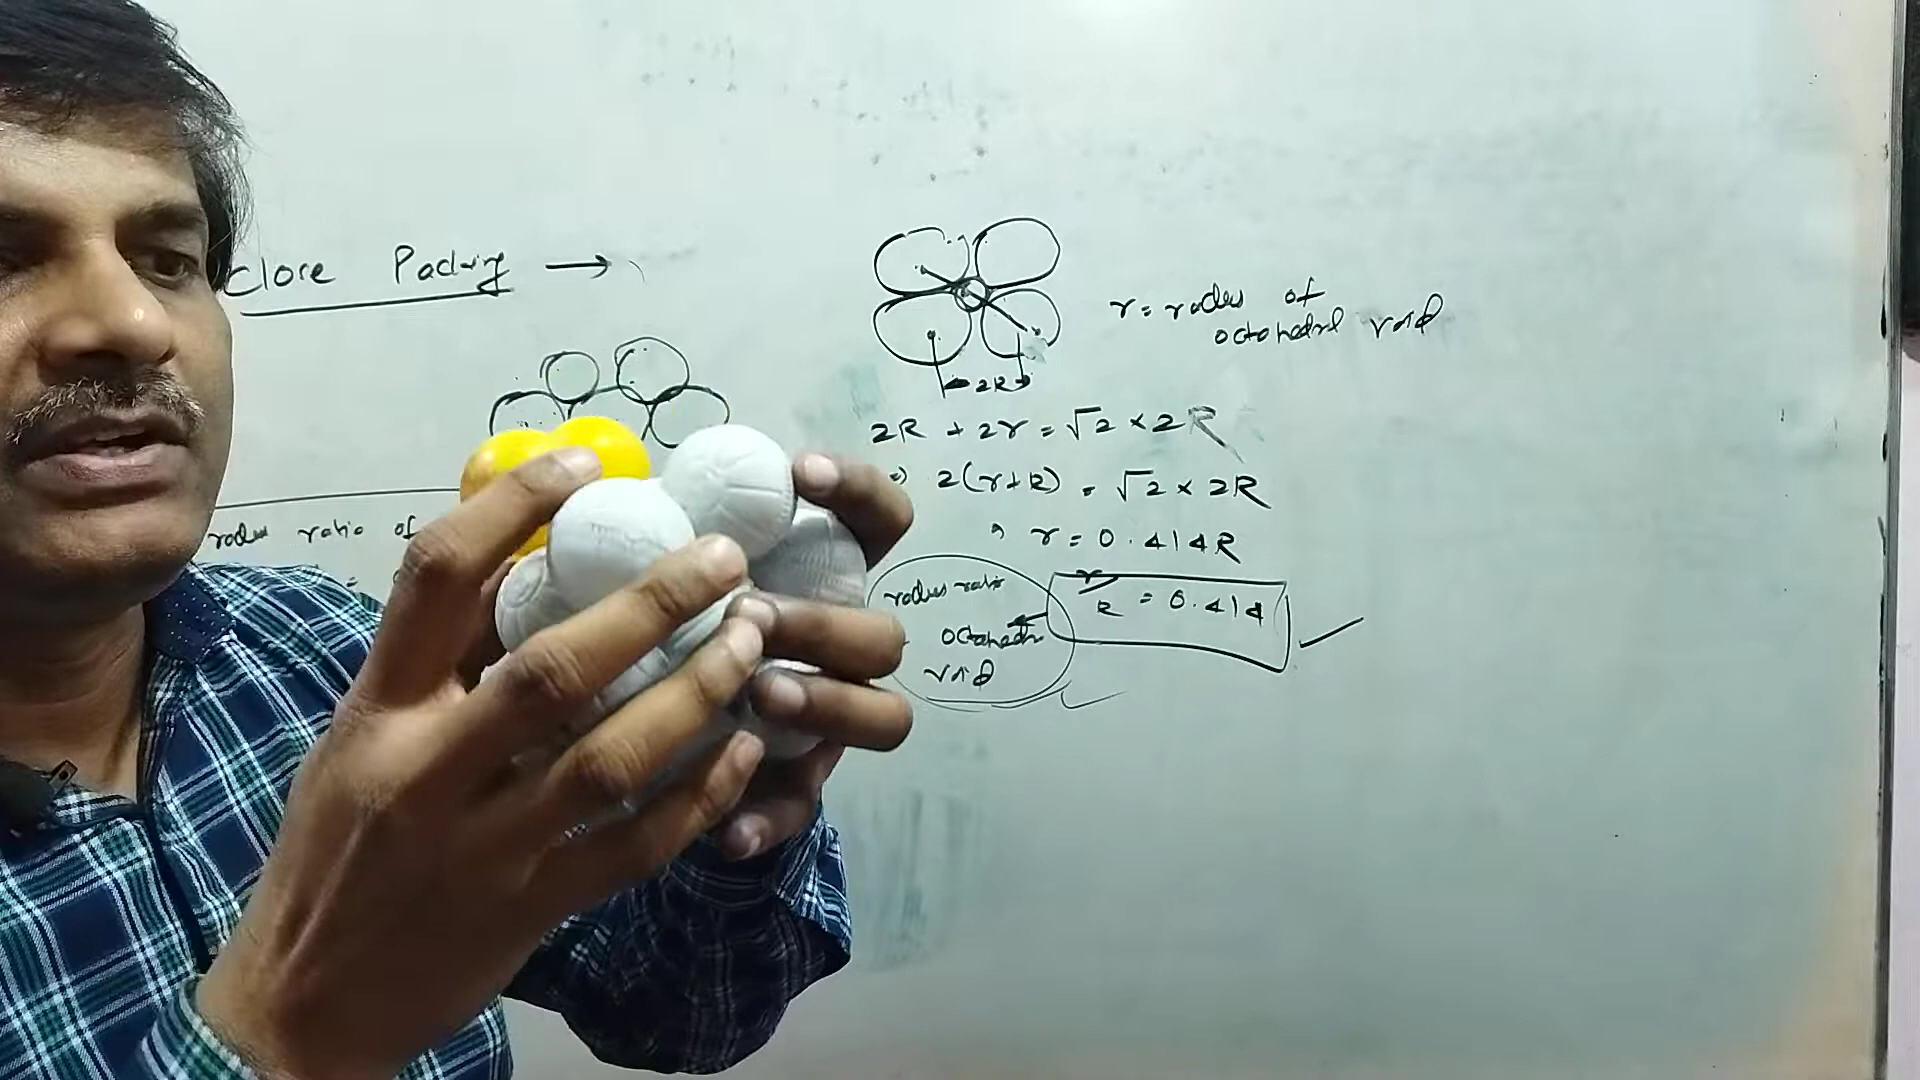 Close Packing →
r = radius of
octahedral void
2R
2R + 2r = √2 × 2R
⇒ 2(r+R) = √2 × 2R
r = 0.414R
radius ratio of
r/R = 0.414
radius ratio
octahedral
void